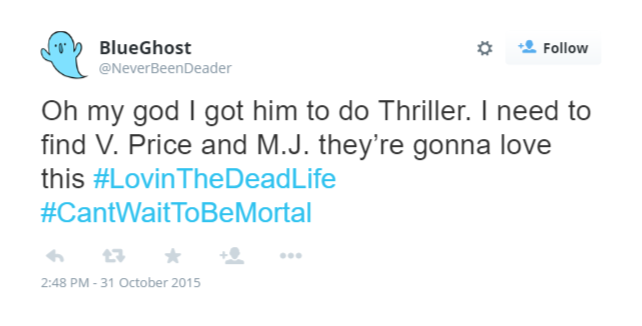 BlueGhost
@NeverBeenDeader
Follow
Oh my god I got him to do Thriller. I need to
find V. Price and M.J. they’re gonna love
this #LovinTheDeadLife
#CantWaitToBeMortal
2:48 PM - 31 October 2015